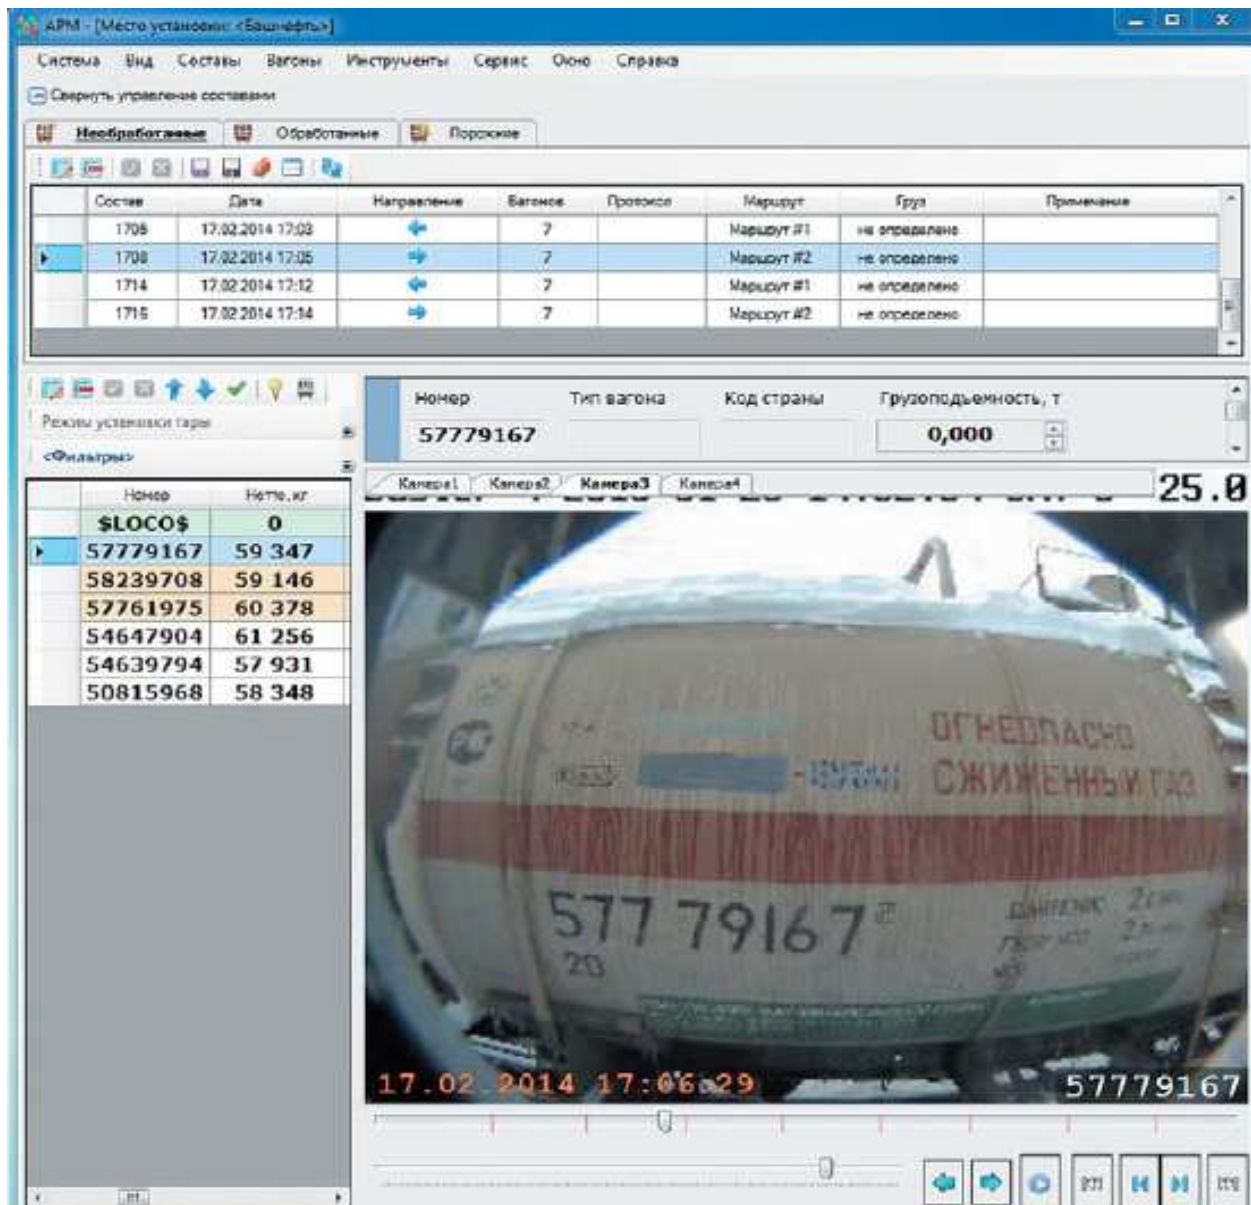 АРМ - [Место установки: <Башнефть>]
Система Вид Составы Вагоны Инструменты Сервис Окно Справка
Свернуть управление составами
Необработанные Обработанные Порожние
Состав Дата Направление Вагонов Протокол Маршрут Груз Примечание
17.02.2014 17:03 7 Маршрут #1 не определено
1708 17.02.2014 17:05 7 Маршрут #2 не определено
1714 17.02.2014 17:12 7 Маршрут #1 не определено
17.02.2014 17:14 7 Маршрут #2 не определено
Режим установки тары
<Фильтры>
Номер Тип вагона Код страны Грузоподъемность, т
57779167 0,000
Камера1 Камера2 Камера3 Камера4
25.0
Номер Нетто, кг
$LOCO$ 0
57779167 59 347
58239708 59 146
57761975 60 378
54647904 61 256
54639794 57 931
50815968 58 348
ОГНЕОПАСНО
СЖИЖЕННЫЙ ГАЗ
577 79167
20
17.02.2014 17:06:29 57779167